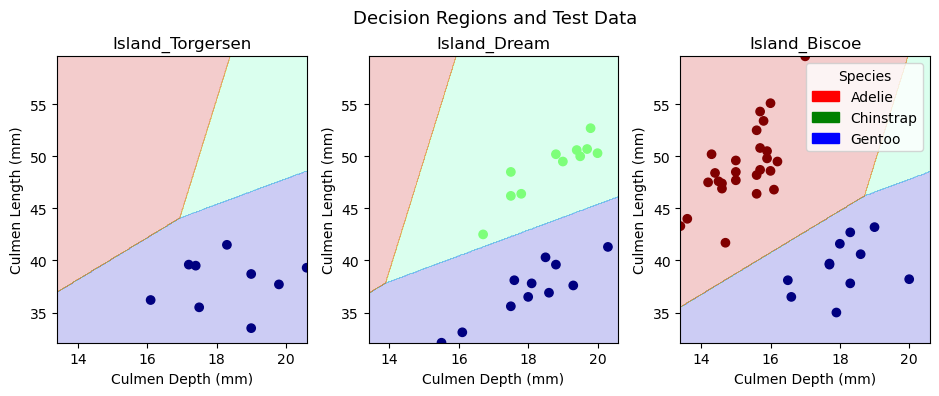 Decision Regions and Test Data
Island_Torgersen
Island_Dream
Island_Biscoe
Culmen Length (mm)
55
50
45
40
35
14
16
18
20
Culmen Depth (mm)
Culmen Length (mm)
55
50
45
40
35
14
16
18
20
Culmen Depth (mm)
Culmen Length (mm)
55
50
45
40
35
14
16
18
20
Culmen Depth (mm)
Species
Adelie
Chinstrap
Gentoo